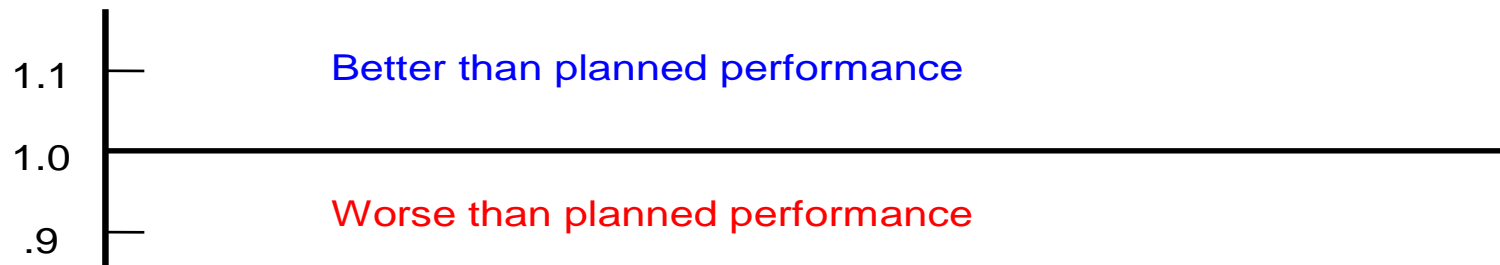 1.1 Better than planned performance
1.0
Worse than planned performance
.9